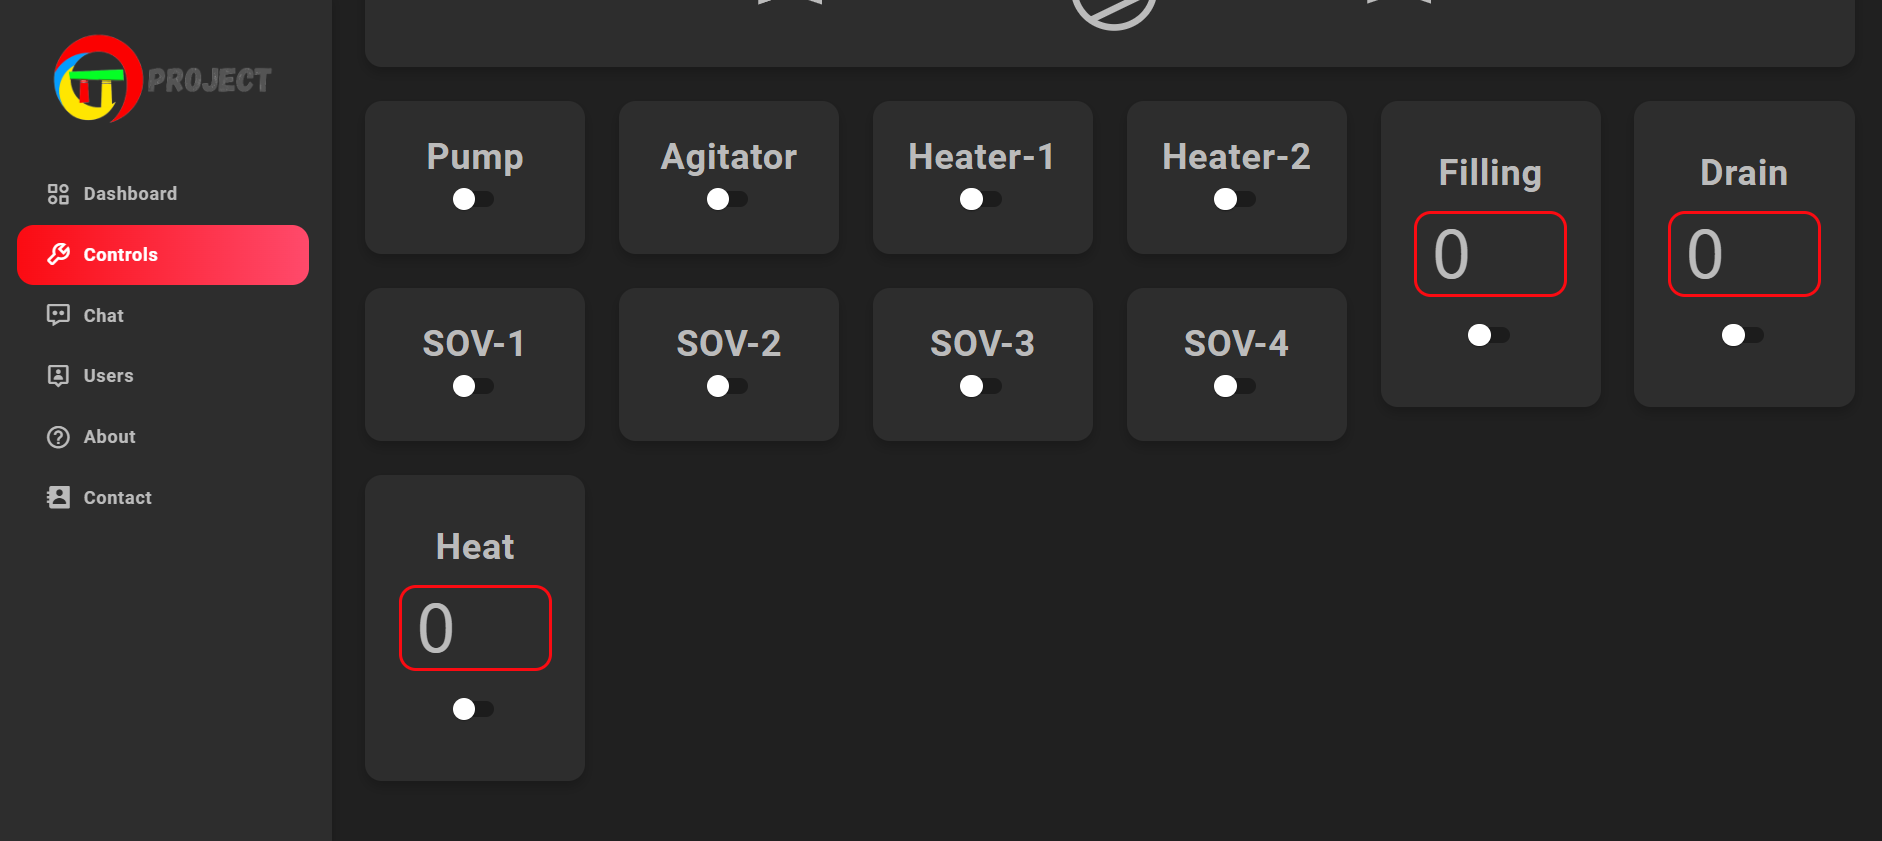 PROJECT
Dashboard
Controls
Chat
Users
About
Contact
Pump
Agitator
Heater-1
Heater-2
Filling
0
Drain
0
SOV-1
SOV-2
SOV-3
SOV-4
Heat
0